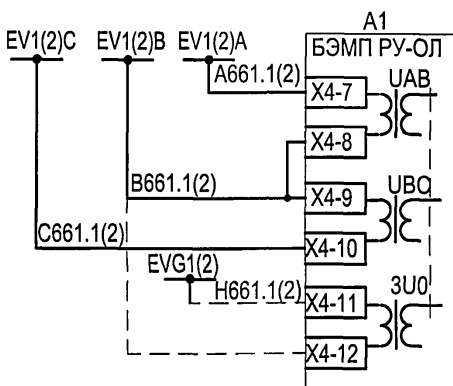 A1
EV1(2)C
EV1(2)B
EV1(2)A
БЭМП РУ-ОЛ
A661.1(2)
X4-7
UAB
X4-8
B661.1(2)
X4-9
UBC
C661.1(2)
X4-10
EVG1(2)
H661.1(2)
X4-11
3U0
X4-12